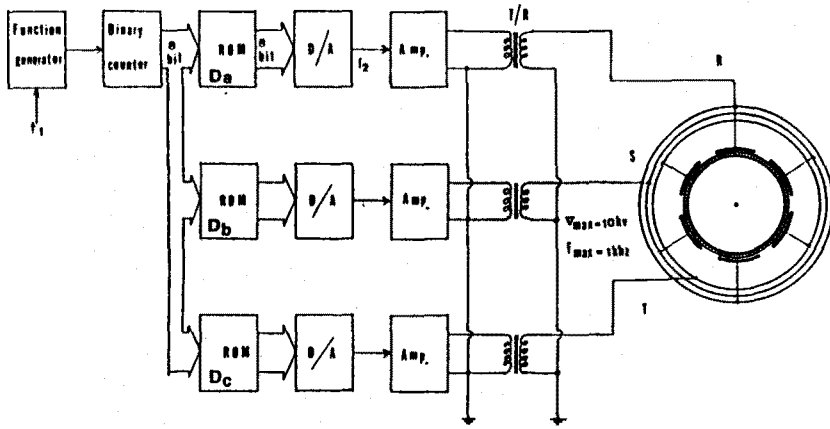 T/R
Function
generator
Binary
counter
8
bit
ROM
Da
8
bit
D/A
f2
Amp.
R
f1
S
ROM
Db
D/A
Amp.
Vmax=10kv
Fmax=1khz
T
ROM
Dc
D/A
Amp.